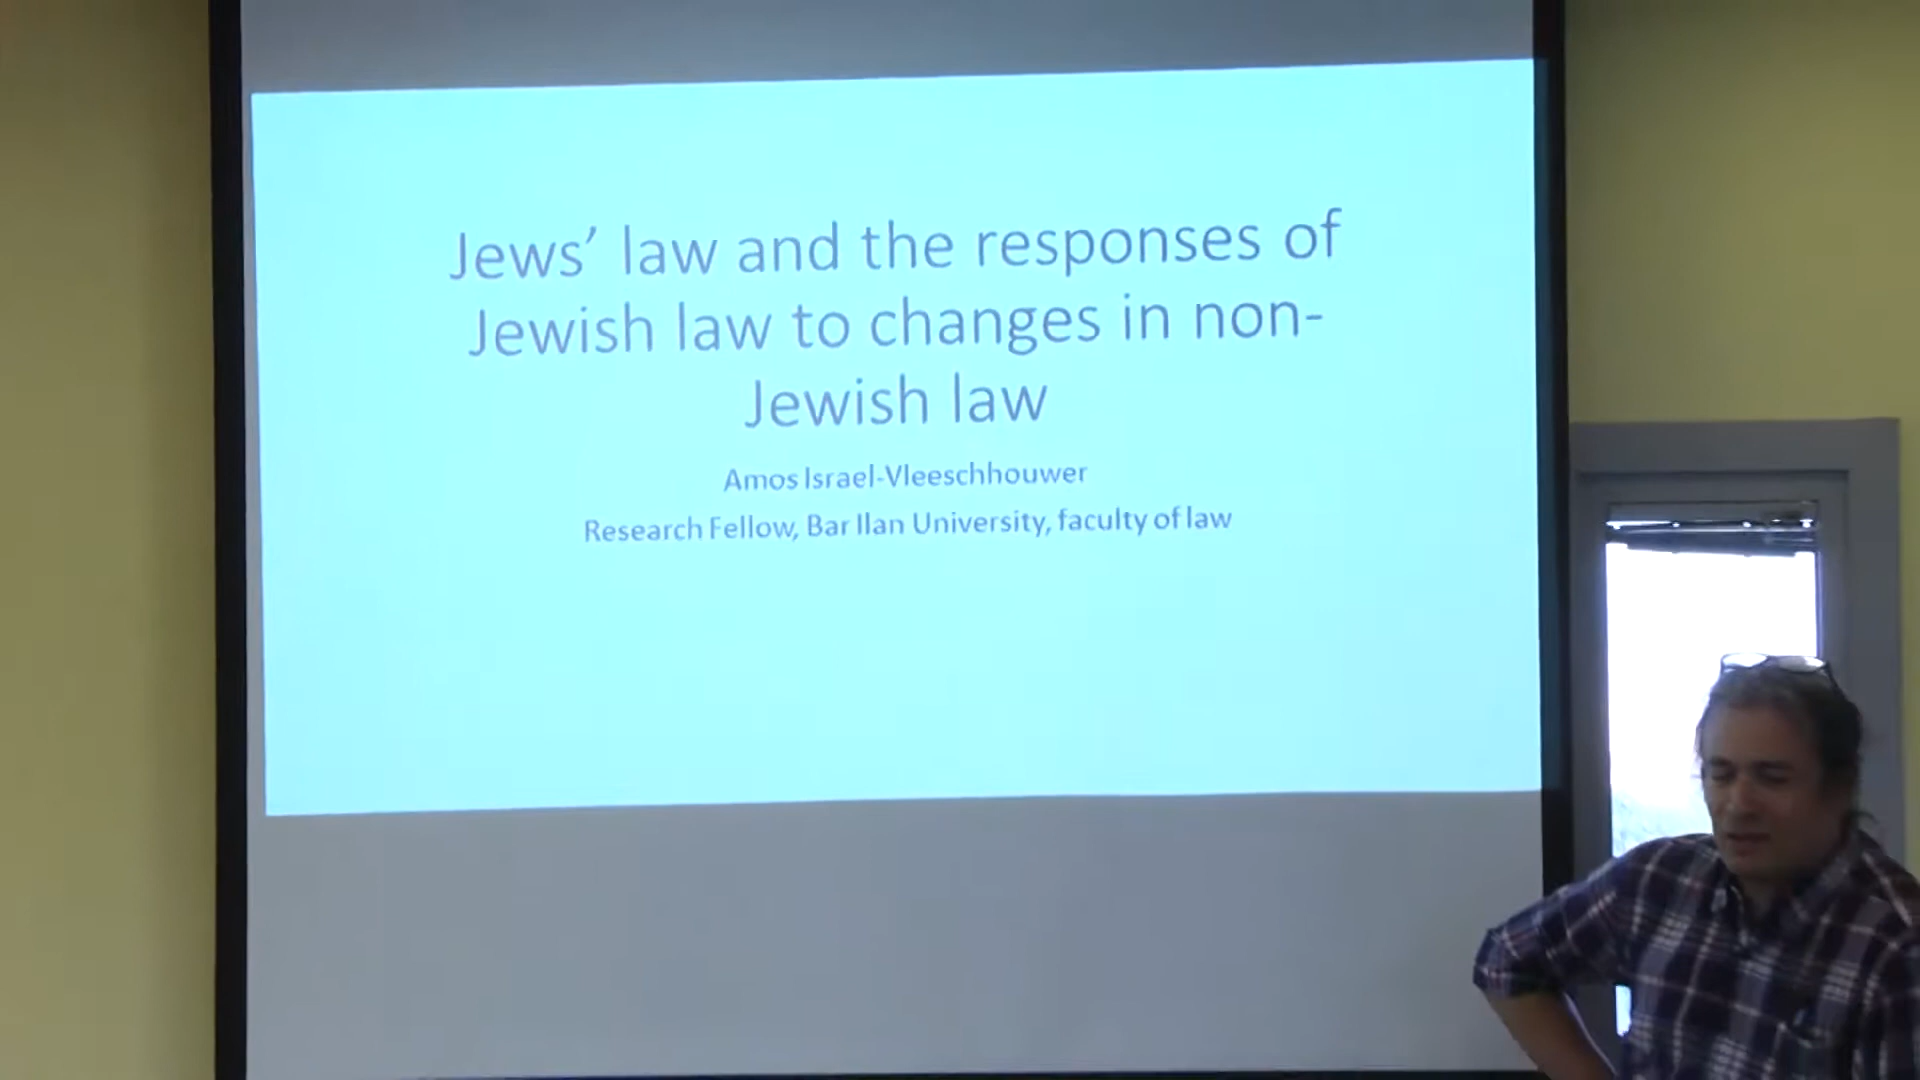 Jews’ law and the responses of
Jewish law to changes in non-
Jewish law
Amos Israel-Vleeschhouwer
Research Fellow, Bar Ilan University, faculty of law